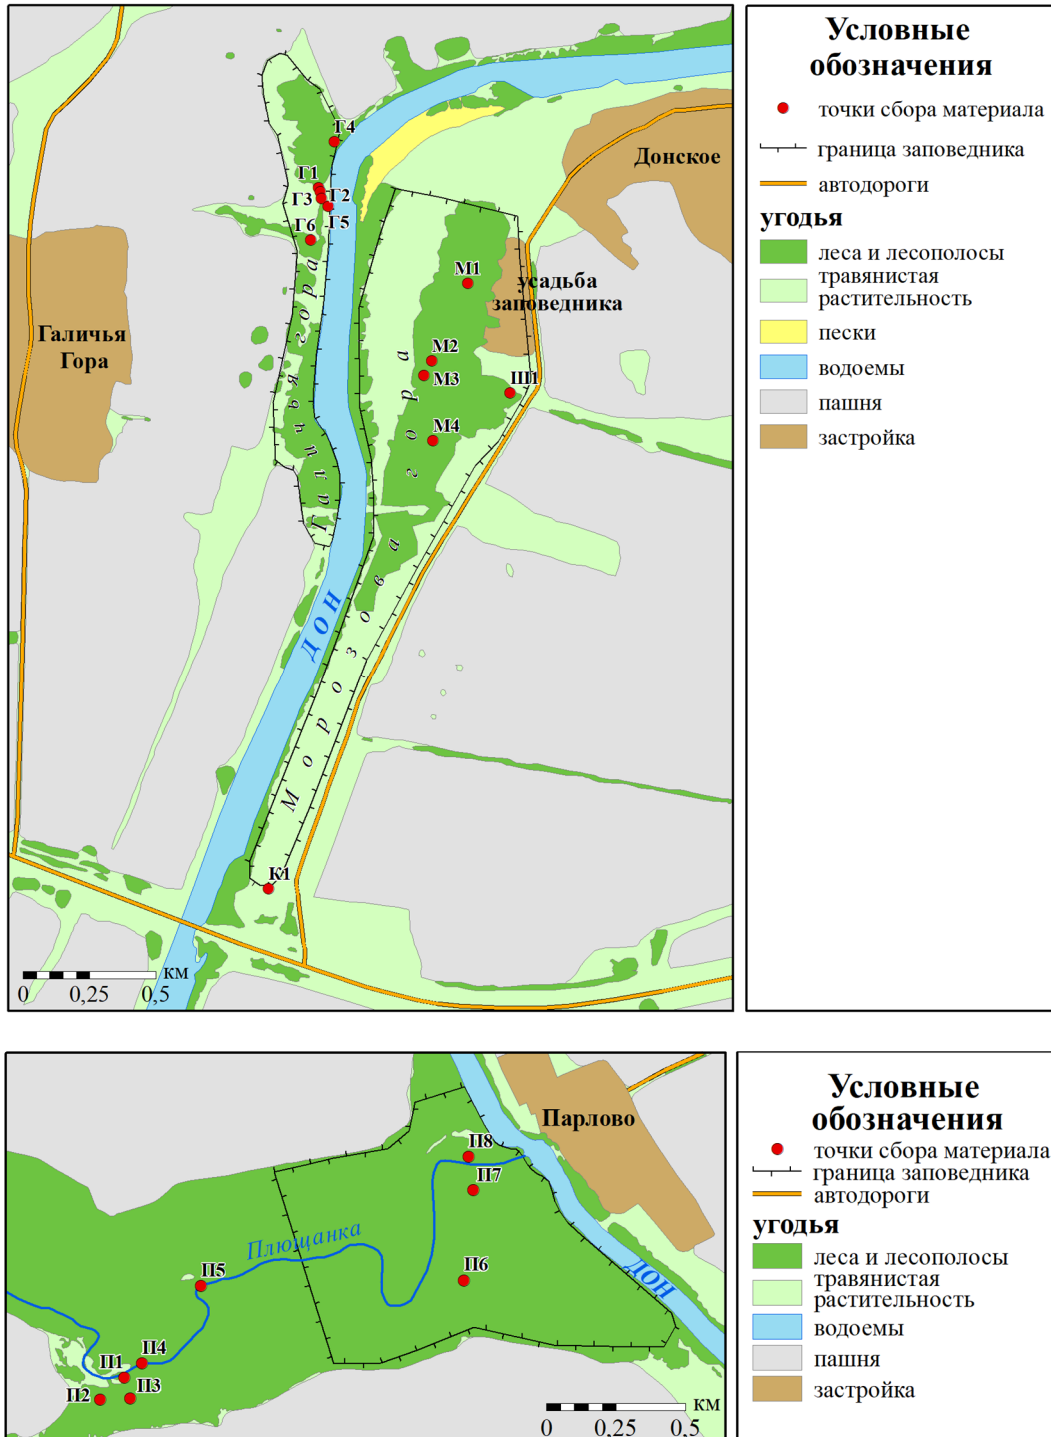 Г4
Г1
Г2
Г3
Г5
Г6
Галичья гора
М1
М2
М3
М4
Ш1
К1
Морозова гора
ДОН
Донское
усадьба
заповедника
Галичья
Гора
км
0 0,25 0,5
Условные
обозначения
точки сбора материала
граница заповедника
автодороги
угодья
леса и лесополосы
травянистая
растительность
пески
водоемы
пашня
застройка
Парлово
П8
П7
Плющанка
П5
П6
ДОН
П4
П1
П3
П2
км
0 0,25 0,5
Условные
обозначения
точки сбора материала
граница заповедника
автодороги
угодья
леса и лесополосы
травянистая
растительность
водоемы
пашня
застройка